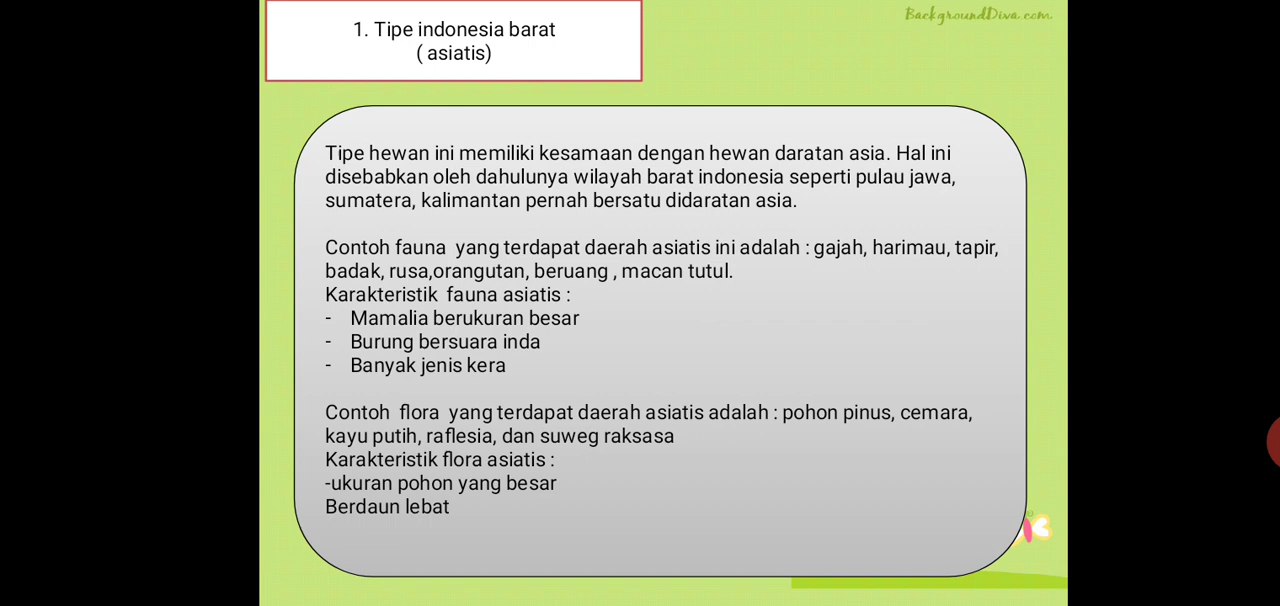 BackgroundDiva.com
1. Tipe indonesia barat
( asiatis)
Tipe hewan ini memiliki kesamaan dengan hewan daratan asia. Hal ini
disebabkan oleh dahulunya wilayah barat indonesia seperti pulau jawa,
sumatera, kalimantan pernah bersatu didaratan asia.
Contoh fauna yang terdapat daerah asiatis ini adalah : gajah, harimau, tapir,
badak, rusa,orangutan, beruang , macan tutul.
Karakteristik fauna asiatis :
- Mamalia berukuran besar
- Burung bersuara inda
- Banyak jenis kera
Contoh flora yang terdapat daerah asiatis adalah : pohon pinus, cemara,
kayu putih, raflesia, dan suweg raksasa
Karakteristik flora asiatis :
-ukuran pohon yang besar
Berdaun lebat